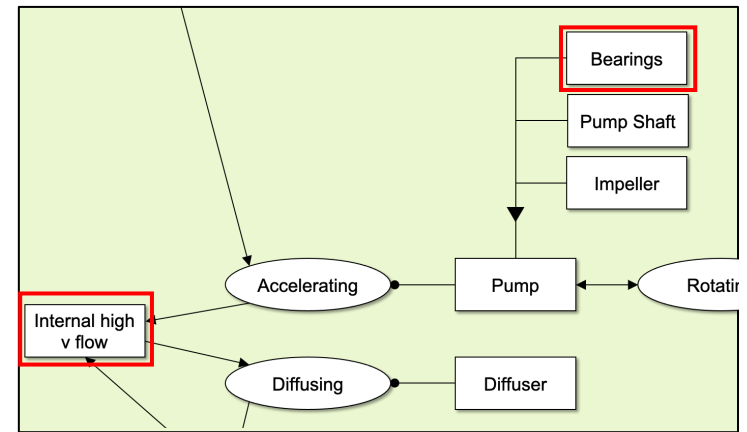 Bearings
Pump Shaft
Impeller
Accelerating
Pump
Internal high
v flow
Diffusing
Diffuser